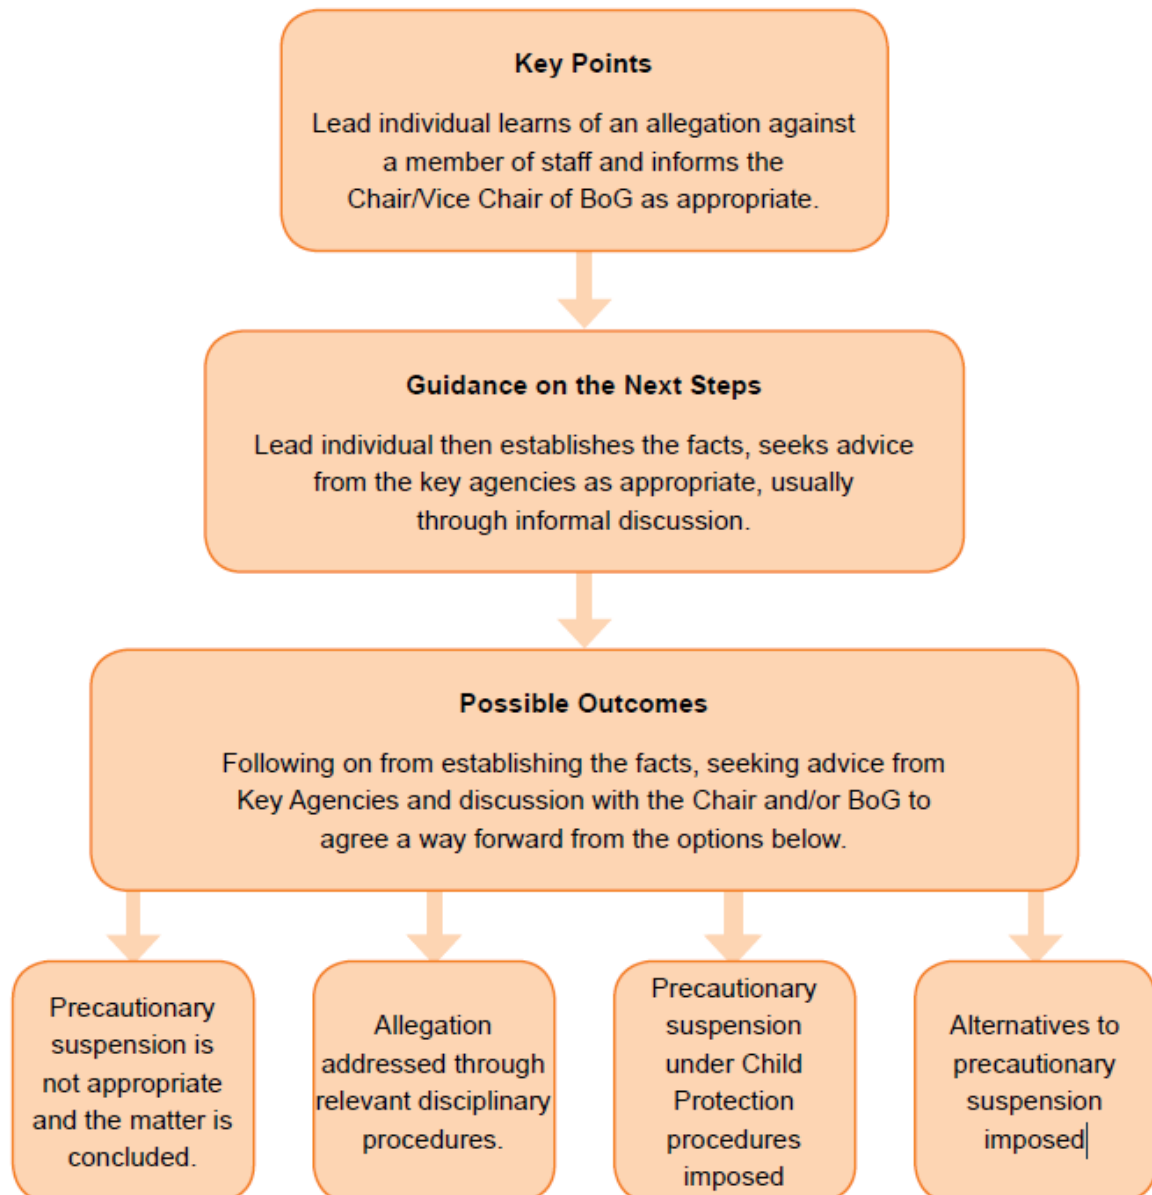 Key Points
Lead individual learns of an allegation against
a member of staff and informs the
Chair/Vice Chair of BoG as appropriate.
Guidance on the Next Steps
Lead individual then establishes the facts, seeks advice
from the key agencies as appropriate, usually
through informal discussion.
Possible Outcomes
Following on from establishing the facts, seeking advice from
Key Agencies and discussion with the Chair and/or BoG to
agree a way forward from the options below.
Precautionary
suspension is
not appropriate
and the matter is
concluded.
Allegation
addressed through
relevant disciplinary
procedures.
Precautionary
suspension
under Child
Protection
procedures
imposed
Alternatives to
precautionary
suspension
imposed